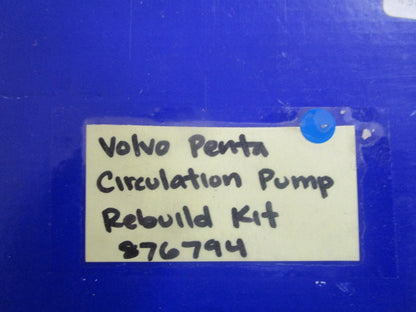 Volvo Penta
Circulation Pump
Rebuild Kit
876794